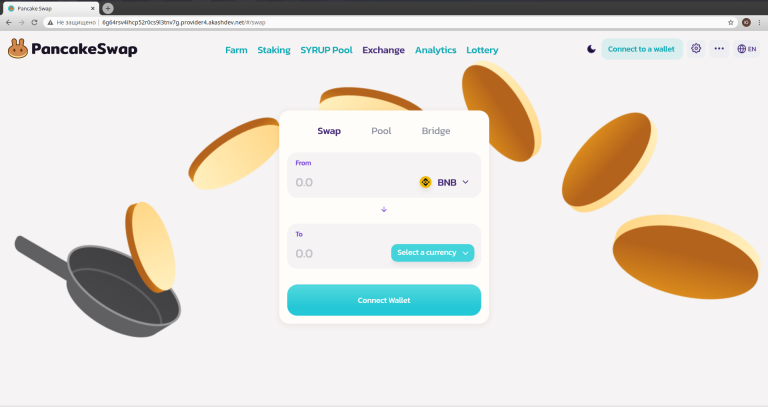 Pancake Swap
Не защищено
6g64rsv4lhcp52r0cs9l3tnv7g.provider4.akashdev.net/#/swap
PancakeSwap
Farm Staking SYRUP Pool Exchange Analytics Lottery
Connect to a wallet
EN
Swap Pool Bridge
From
0.0 BNB
To
0.0 Select a currency
Connect Wallet